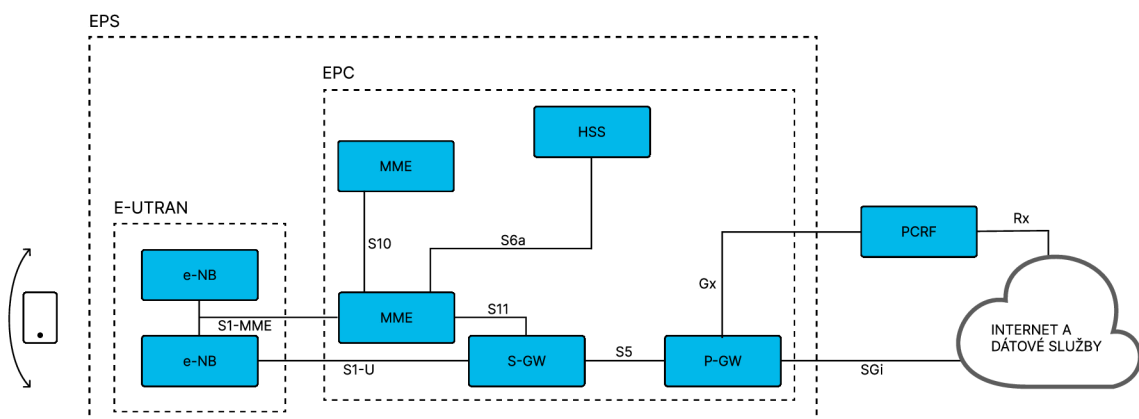 EPS
EPC
HSS
MME
E-UTRAN
S10
S6a
PCRF
Rx
e-NB
Gx
MME
S11
S1-MME
INTERNET A
DÁTOVÉ SLUŽBY
e-NB
S1-U
S-GW
S5
P-GW
SGi